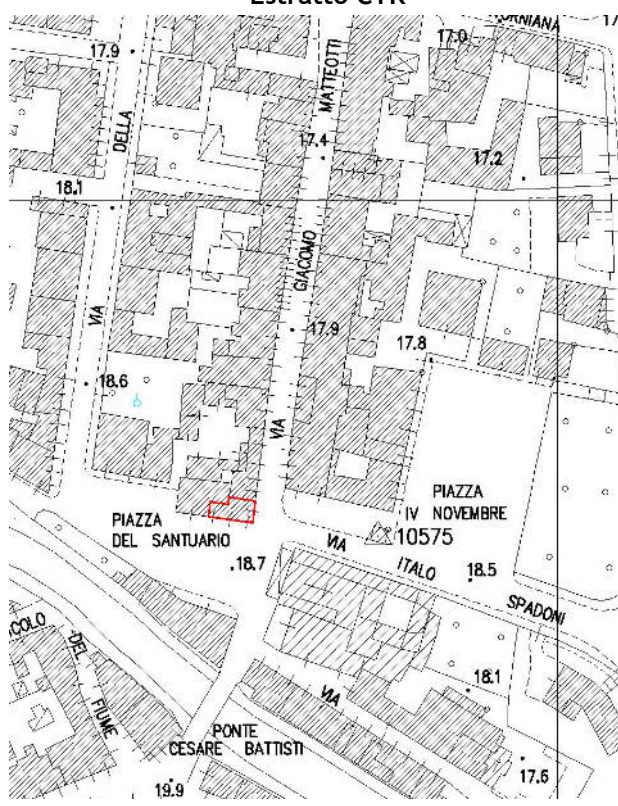 Estratto CTR
17.9
17.0
DELLA
MATTEOTTI
17.4
17.2
18.1
GIACOMO
VIA
17.9
17.8
18.6
VIA
PIAZZA
IV NOVEMBRE
10575
PIAZZA
DEL SANTUARIO
VIA
ITALO
SPADONI
18.7
18.5
DEL
FIUME
VIA
18.1
PONTE
CESARE BATTISTI
19.9
17.6